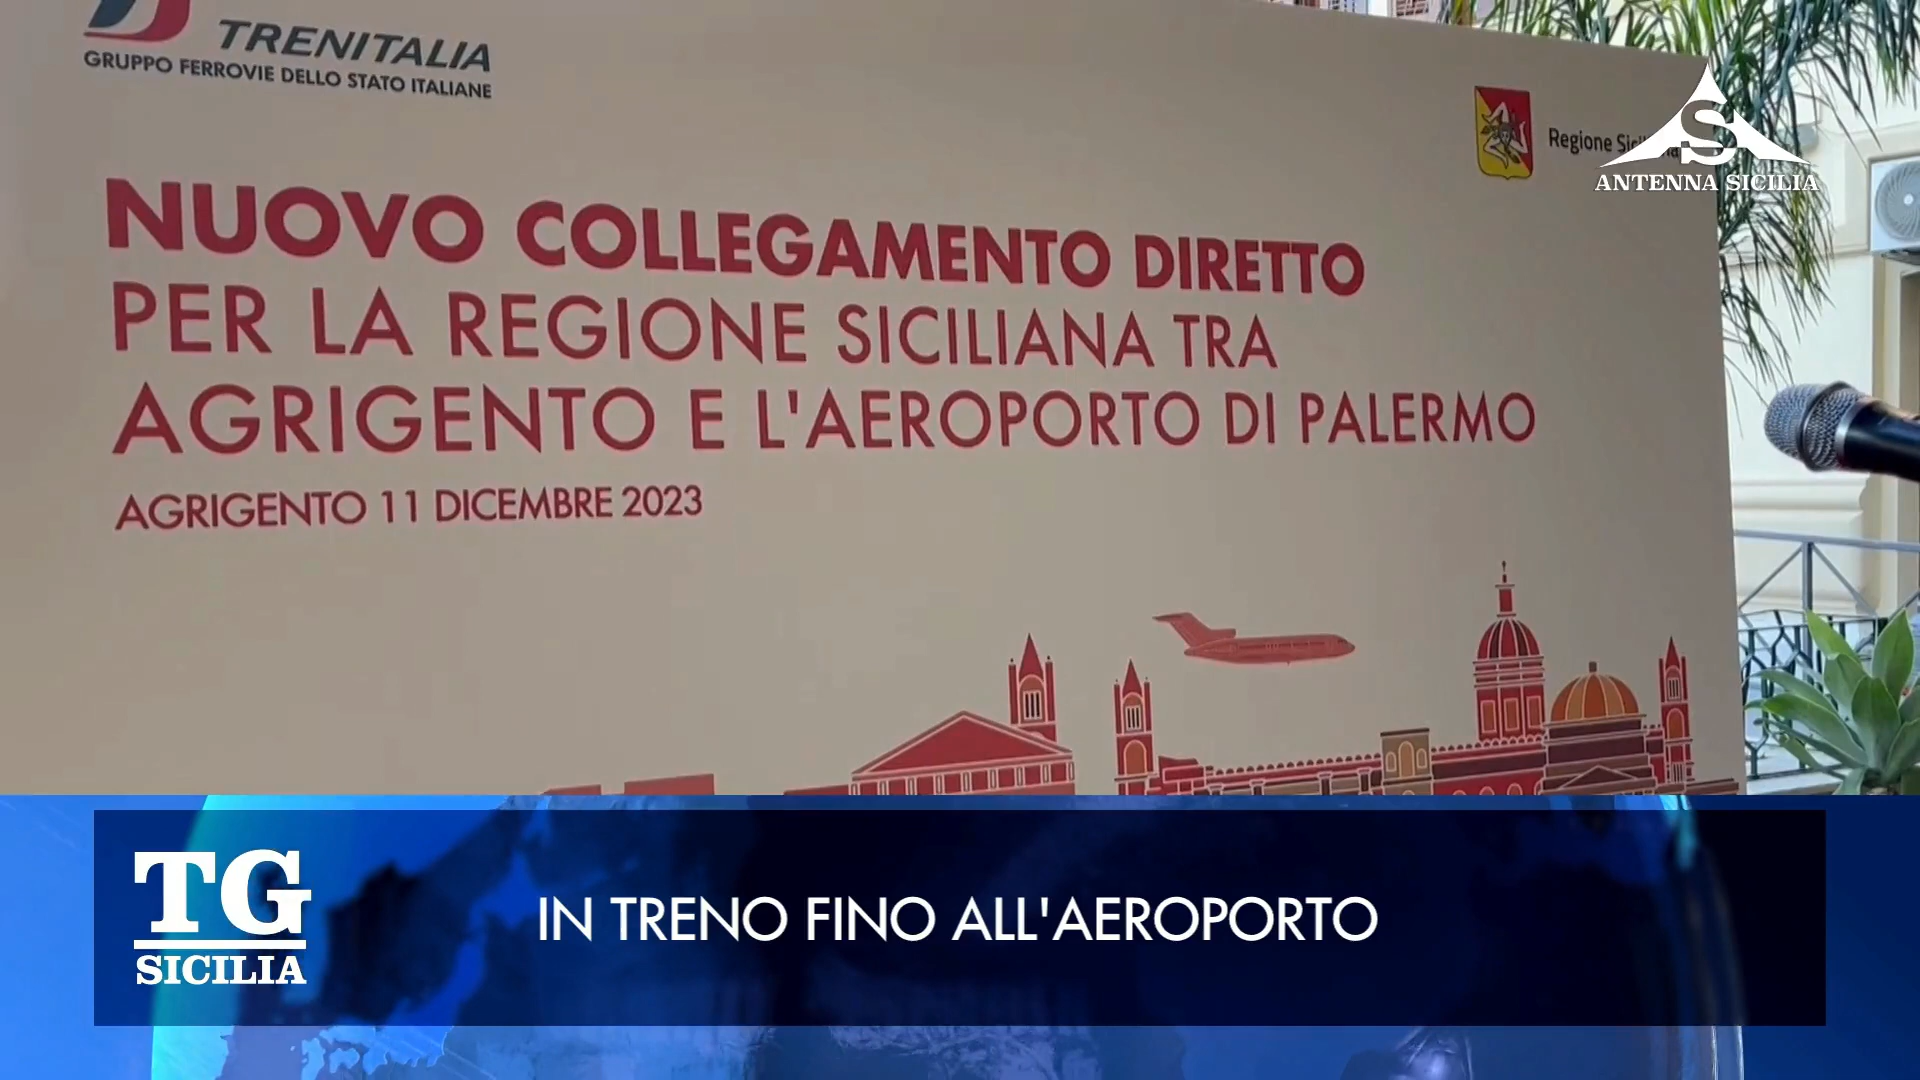 TRENITALIA
GRUPPO FERROVIE DELLO STATO ITALIANE
Regione
ANTENNA SICILIA
NUOVO COLLEGAMENTO DIRETTO
PER LA REGIONE SICILIANA TRA
AGRIGENTO E L'AEROPORTO DI PALERMO
AGRIGENTO 11 DICEMBRE 2023
TG
SICILIA
IN TRENO FINO ALL'AEROPORTO